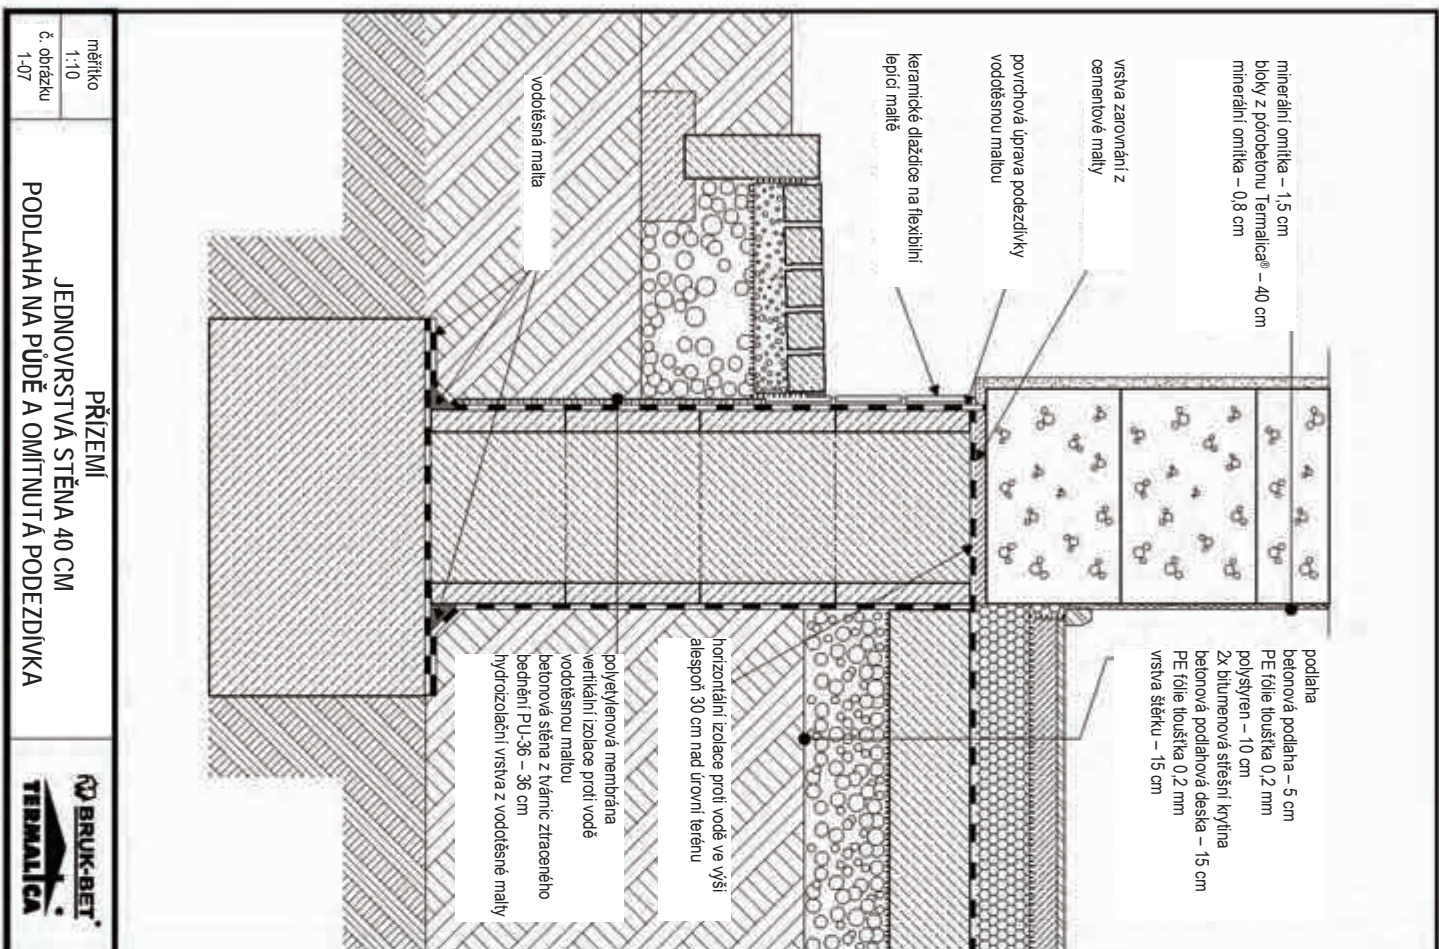 minerální omítka – 1,5 cm
bloky z pórobetonu Termalica® – 40 cm
minerální omítka – 0,8 cm
vrstva zarovnání z
cementové malty
povrchová úprava podezdívky
vodotěsnou maltou
keramické dlaždice na flexibilní
lepící maltě
vodotěsná malta
podlaha
betonová podlaha – 5 cm
PE fólie tloušťka 0,2 mm
polystyren – 10 cm
2x bitumenová střešní krytina
betonová podlahová deska – 15 cm
PE fólie tloušťka 0,2 mm
vrstva štěrku – 15 cm
horizontální izolace proti vodě ve výši
alespoň 30 cm nad úrovní terénu
polyetylenová membrána
vertikální izolace proti vodě
vodotěsnou maltou
betonová stěna z tvárnic ztraceného
bednění PU-36 – 36 cm
hydroizolační vrstva z vodotěsné malty
měřítko
1:10
č. obrázku
1-07
PŘÍZEMÍ
JEDNOVRSTVÁ STĚNA 40 CM
PODLAHA NA PŮDĚ A OMÍTNUTÁ PODEZDÍVKA
BRUK-BET
TERMALICA